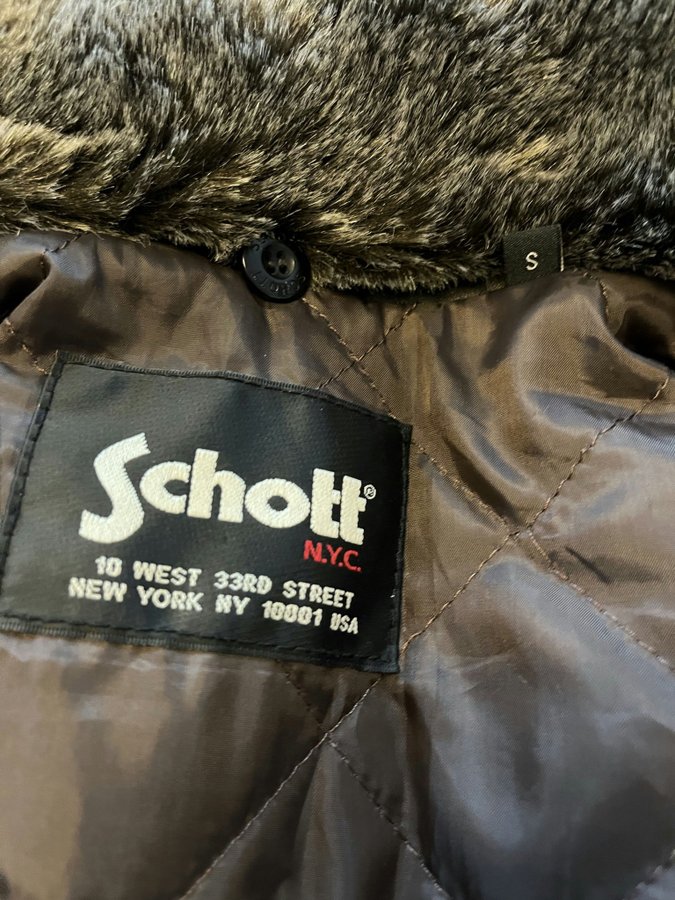 S
Schott®
N.Y.C.
10 WEST 33RD STREET
NEW YORK NY 10001 USA